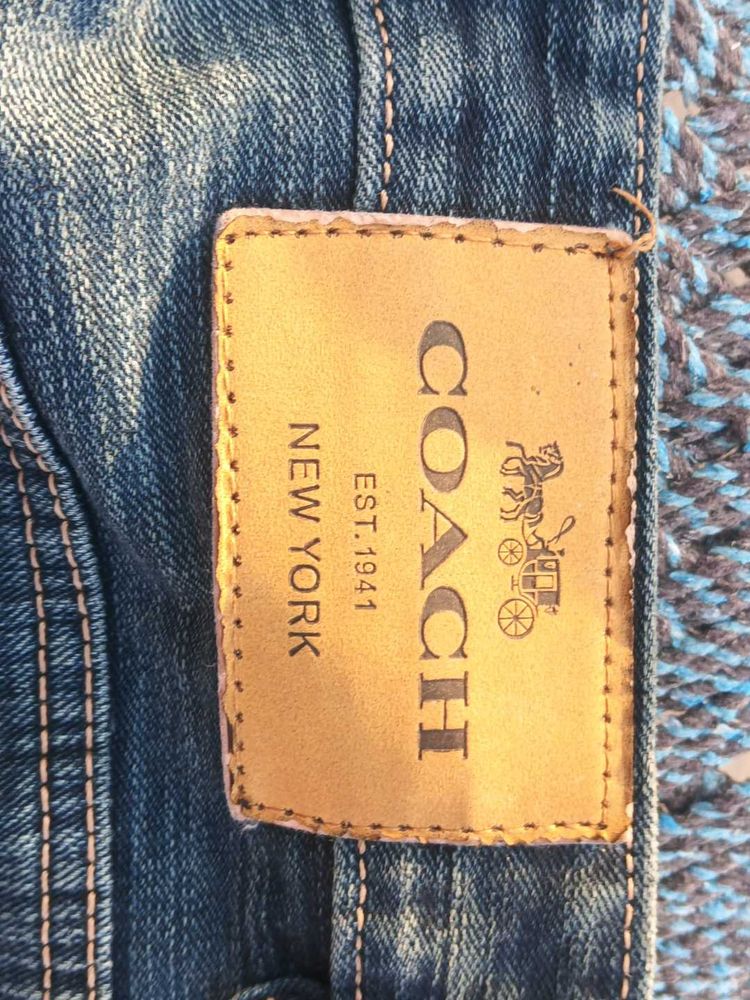 COACH
EST. 1941
NEW YORK